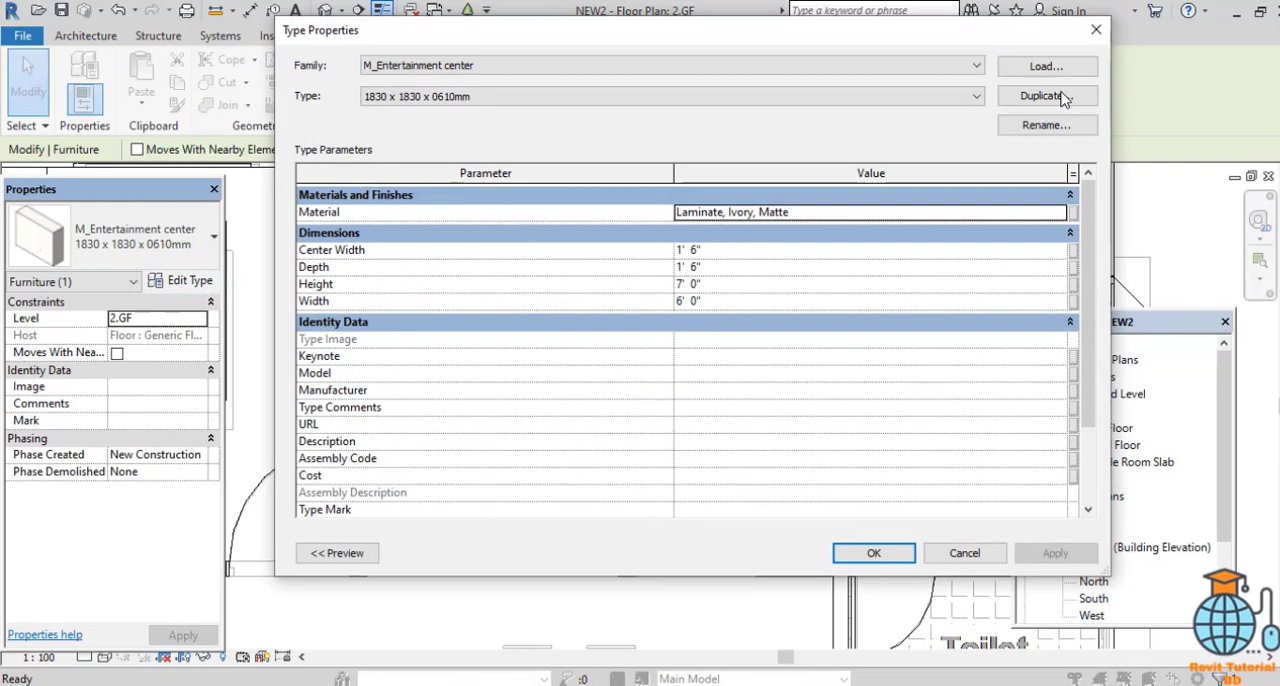 NEW2 - Floor Plan: 2.GF
Type a keyword or phrase
Sign In
File
Architecture
Structure
Systems
Ins
Type Properties
Family:
M_Entertainment center
Load...
Type:
1830 x 1830 x 0610mm
Duplicate...
Rename...
Modify
Paste
Cope
Cut
Join
Select
Properties
Clipboard
Geomet
Modify | Furniture
Moves With Nearby Eleme
Type Parameters
Parameter
Value
=
Materials and Finishes
Material
Laminate, Ivory, Matte
Dimensions
Center Width
1' 6"
Depth
1' 6"
Height
7' 0"
Width
6' 0"
Identity Data
Type Image
Keynote
Model
Manufacturer
Type Comments
URL
Description
Assembly Code
Cost
Assembly Description
Type Mark
<< Preview
OK
Cancel
Apply
Properties
M_Entertainment center
1830 x 1830 x 0610mm
Furniture (1)
Edit Type
Constraints
Level
2.GF
Host
Floor : Generic Fl...
Moves With Nea...
Identity Data
Image
Comments
Mark
Phasing
Phase Created
New Construction
Phase Demolished
None
Properties help
Apply
EW2
Plans
s
d Level
Floor
Floor
le Room Slab
ns
(Building Elevation)
North
South
West
Toilet
1 : 100
Ready
:0
Main Model
Revit Tutorial
BD